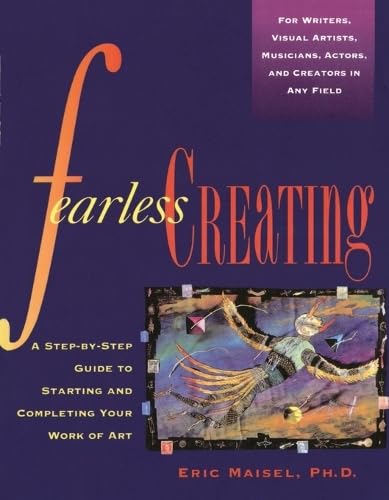 FOR WRITERS,
VISUAL ARTISTS,
MUSICIANS, ACTORS,
AND CREATORS IN
ANY FIELD
fearless CREATING
A STEP-BY-STEP
GUIDE TO
STARTING AND
COMPLETING YOUR
WORK OF ART
ERIC MAISEL, PH.D.